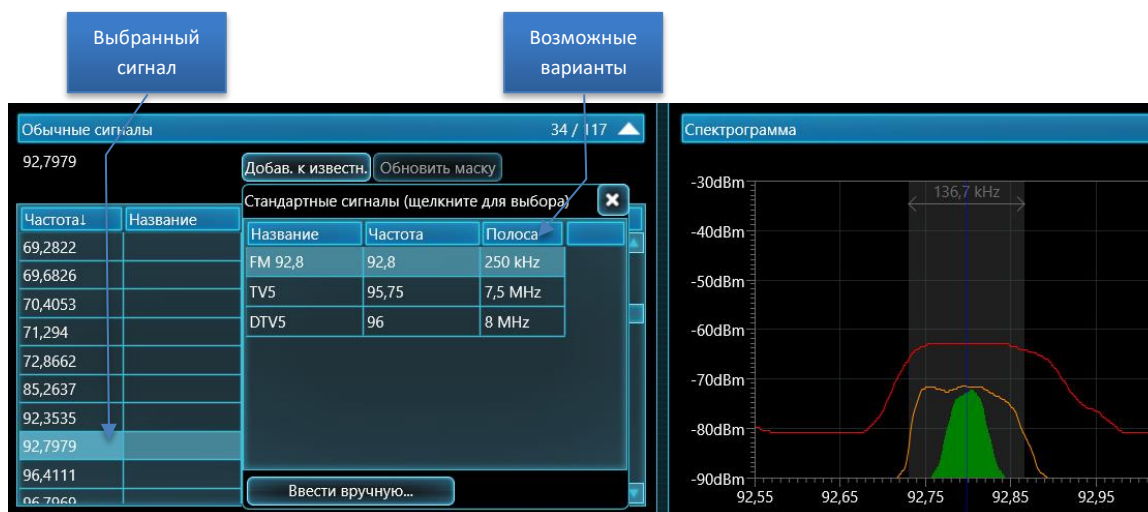 Выбранный
сигнал
Возможные
варианты
Обычные сигналы 34 / 117
92,7979
Добав. к известн. Обновить маску
Стандартные сигналы (щелкните для выбора)
Частота↓ Название
69,2822
69,6826
70,4053
71,294
72,8662
85,2637
92,3535
92,7979
96,4111
96,7969
Название Частота Полоса
FM 92,8 92,8 250 kHz
TV5 95,75 7,5 MHz
DTV5 96 8 MHz
Ввести вручную...
Спектрограмма
136,7 kHz
-30dBm
-40dBm
-50dBm
-60dBm
-70dBm
-80dBm
-90dBm
92,55 92,65 92,75 92,85 92,95